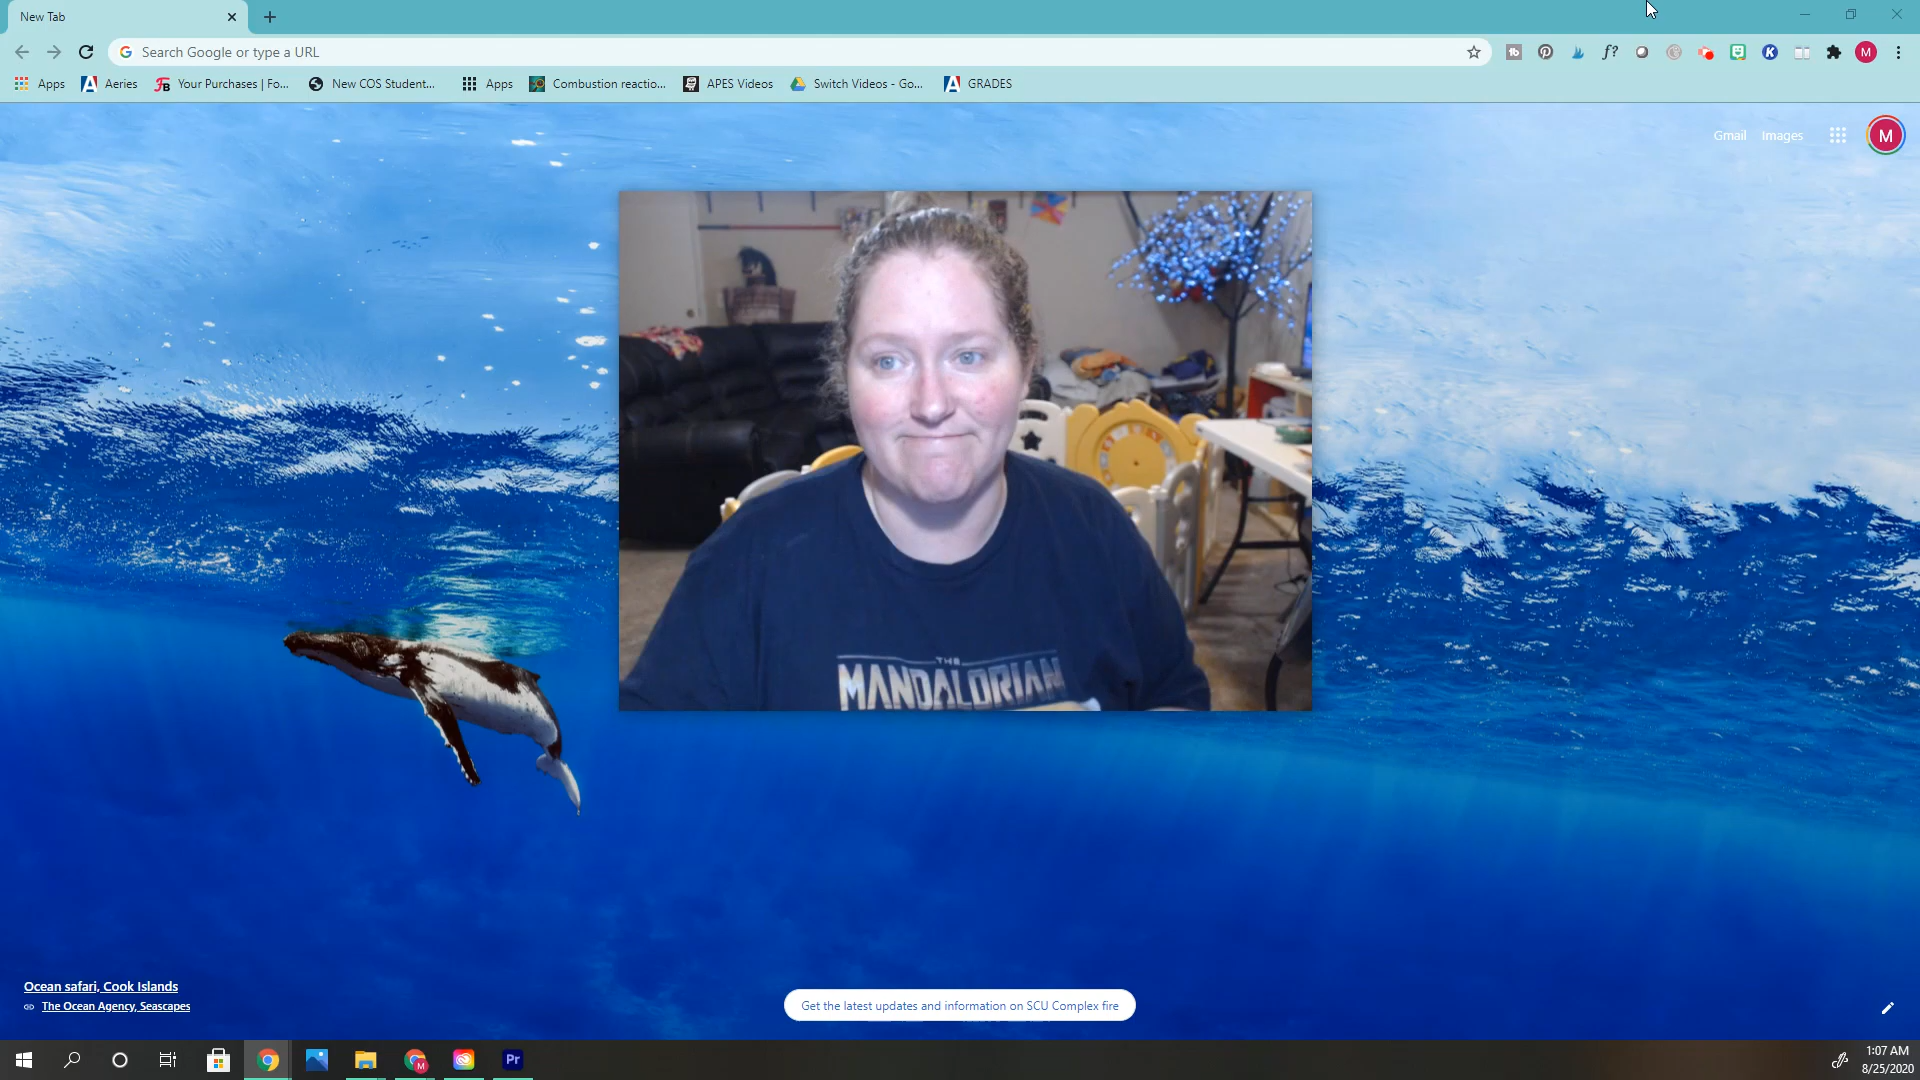 New Tab
Search Google or type a URL
Apps
Aeries
Your Purchases | Fo...
New COS Student...
Apps
Combustion reactio...
APES Videos
Switch Videos - Go...
GRADES
Gmail
Images
M
THE
MANDALORIAN
Ocean safari, Cook Islands
The Ocean Agency, Seascapes
Get the latest updates and information on SCU Complex fire
Pr
1:07 AM
8/25/2020